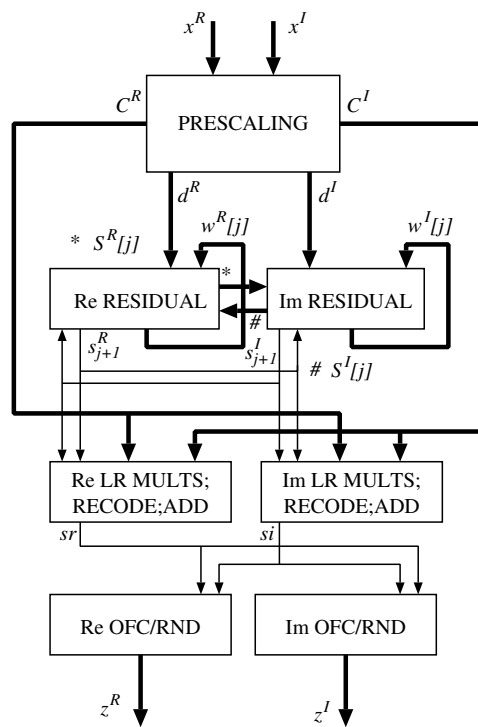 x^R x^I
C^R C^I
PRESCALING
d^R d^I
w^R[j] w^I[j]
* S^R[j]
*
Re RESIDUAL Im RESIDUAL
#
s^R_{j+1} s^I_{j+1}
# S^I[j]
Re LR MULTS; Im LR MULTS;
RECODE;ADD RECODE;ADD
sr si
Re OFC/RND Im OFC/RND
z^R z^I